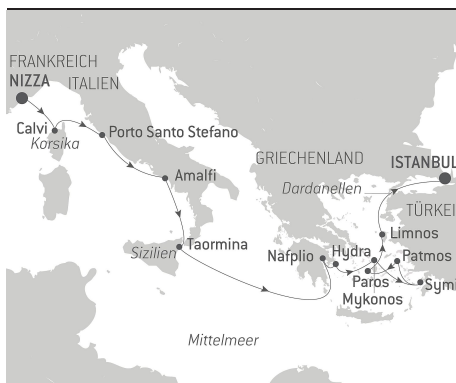 FRANKREICH
NIZZA
ITALIEN
Calvi
Korsika
Porto Santo Stefano
Amalfi
GRIECHENLAND
ISTANBUL
Dardanellen
TÜRKEI
Limnos
Sizilien
Taormina
Nafplio
Hydra
Patmos
Paros
Mykonos
Symi
Mittelmeer